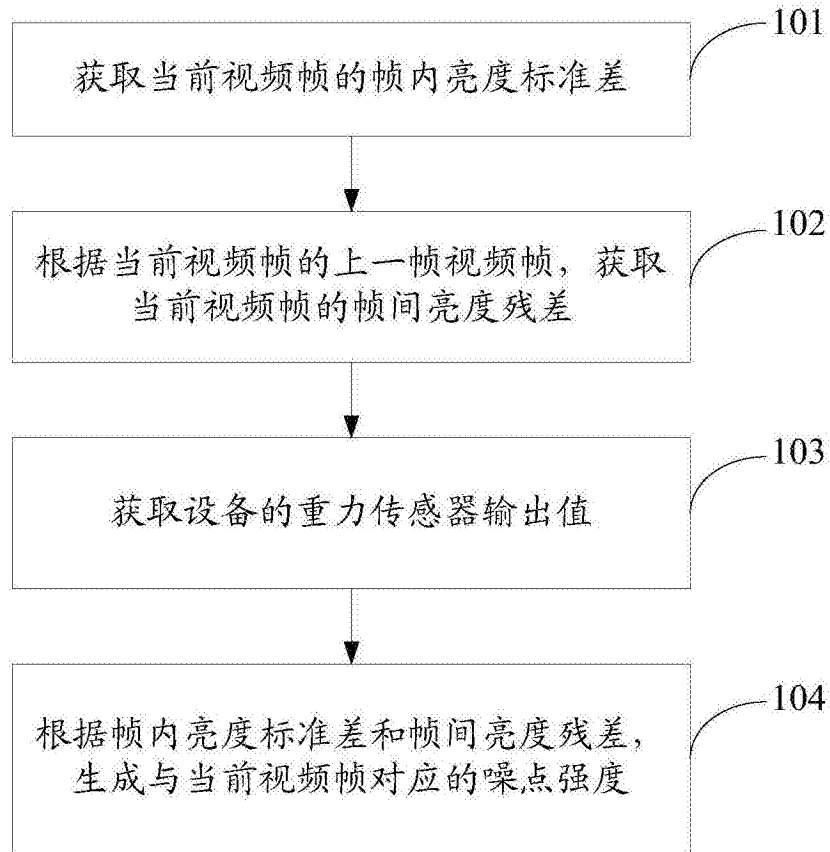 101
获取当前视频帧的帧内亮度标准差
102
根据当前视频帧的上一帧视频帧，获取
当前视频帧的帧间亮度残差
103
获取设备的重力传感器输出值
104
根据帧内亮度标准差和帧间亮度残差，
生成与当前视频帧对应的噪点强度